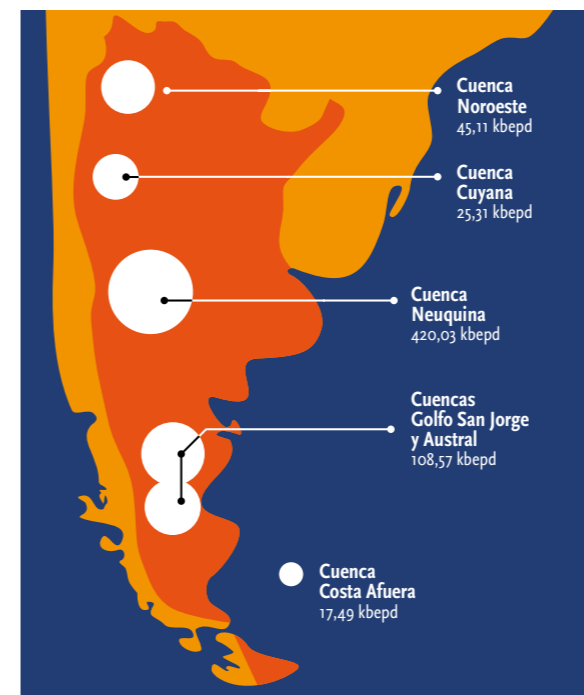 Cuenca
Noroeste
45,11 kbepd
Cuenca
Cuyana
25,31 kbepd
Cuenca
Neuquina
420,03 kbepd
Cuencas
Golfo San Jorge
y Austral
108,57 kbepd
Cuenca
Costa Afuera
17,49 kbepd